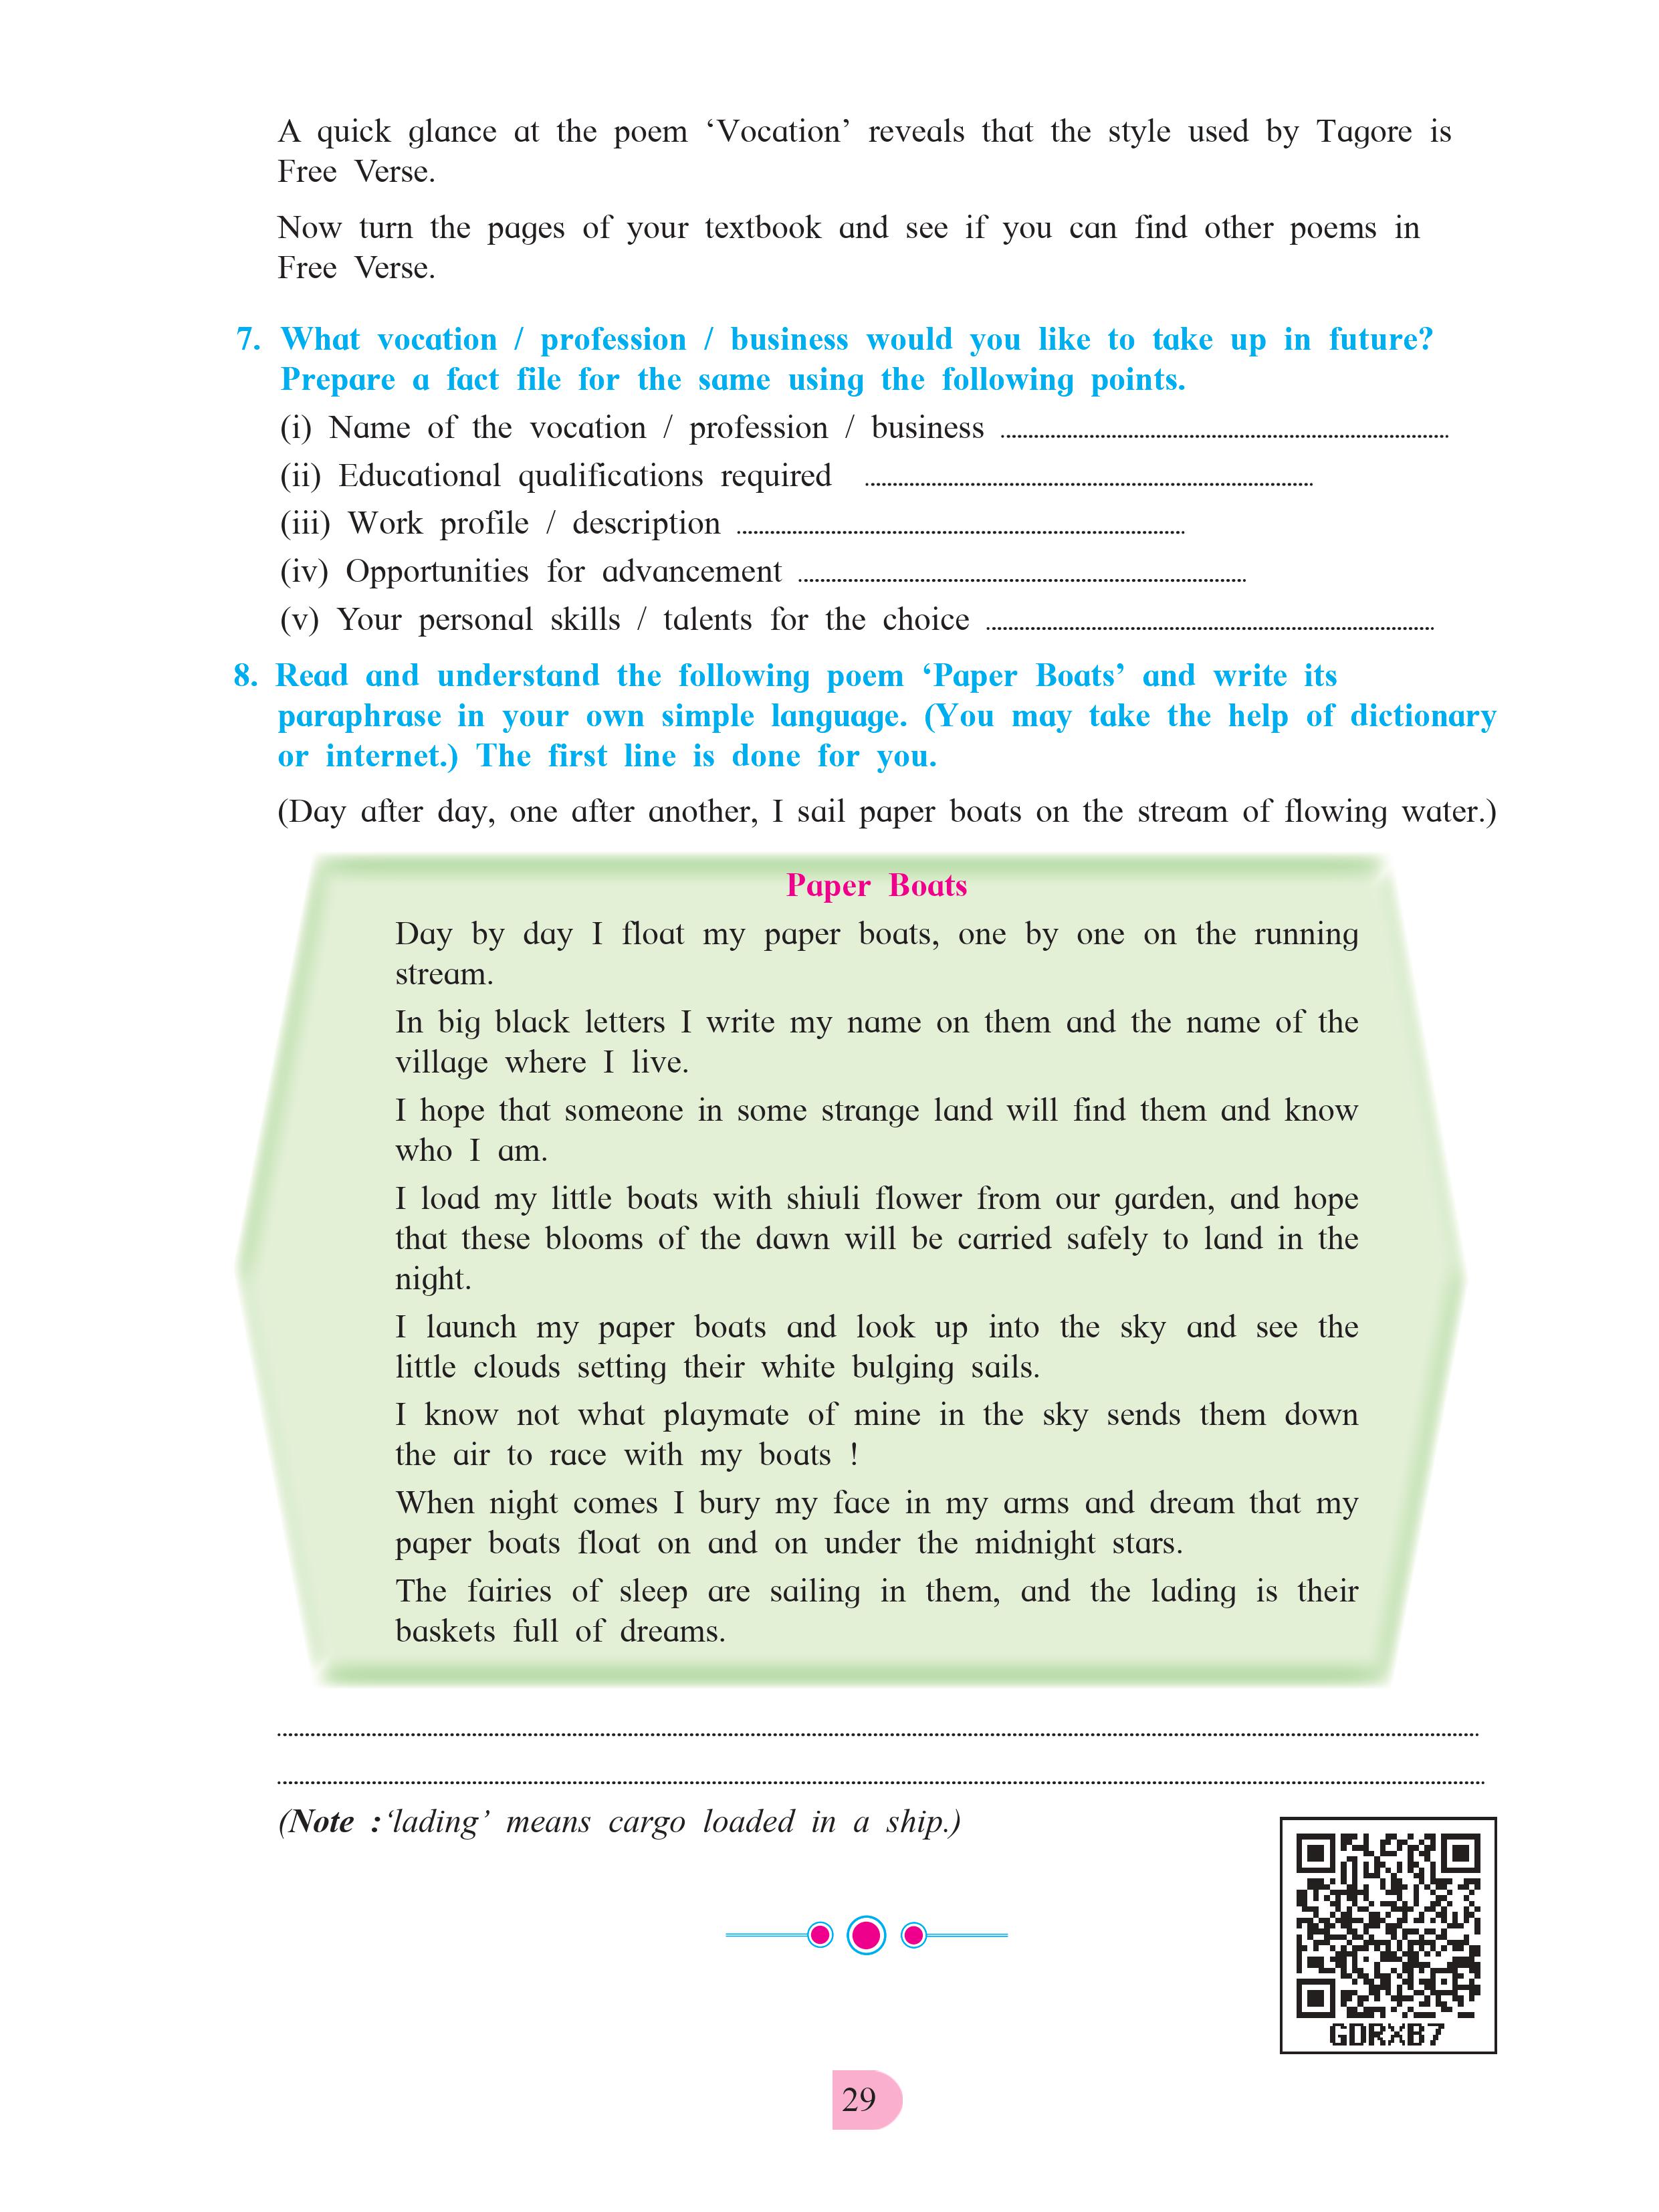 A quick glance at the poem ‘Vocation’ reveals that the style used by Tagore is
Free Verse.
Now turn the pages of your textbook and see if you can find other poems in
Free Verse.
7. What vocation / profession / business would you like to take up in future?
Prepare a fact file for the same using the following points.
(i) Name of the vocation / profession / business ................................................................................
(ii) Educational qualifications required ................................................................................
(iii) Work profile / description ................................................................................
(iv) Opportunities for advancement ................................................................................
(v) Your personal skills / talents for the choice ................................................................................
8. Read and understand the following poem ‘Paper Boats’ and write its
paraphrase in your own simple language. (You may take the help of dictionary
or internet.) The first line is done for you.
(Day after day, one after another, I sail paper boats on the stream of flowing water.)
Paper Boats
Day by day I float my paper boats, one by one on the running
stream.
In big black letters I write my name on them and the name of the
village where I live.
I hope that someone in some strange land will find them and know
who I am.
I load my little boats with shiuli flower from our garden, and hope
that these blooms of the dawn will be carried safely to land in the
night.
I launch my paper boats and look up into the sky and see the
little clouds setting their white bulging sails.
I know not what playmate of mine in the sky sends them down
the air to race with my boats !
When night comes I bury my face in my arms and dream that my
paper boats float on and on under the midnight stars.
The fairies of sleep are sailing in them, and the lading is their
baskets full of dreams.
(Note :‘lading’ means cargo loaded in a ship.)
GDRXB7
29